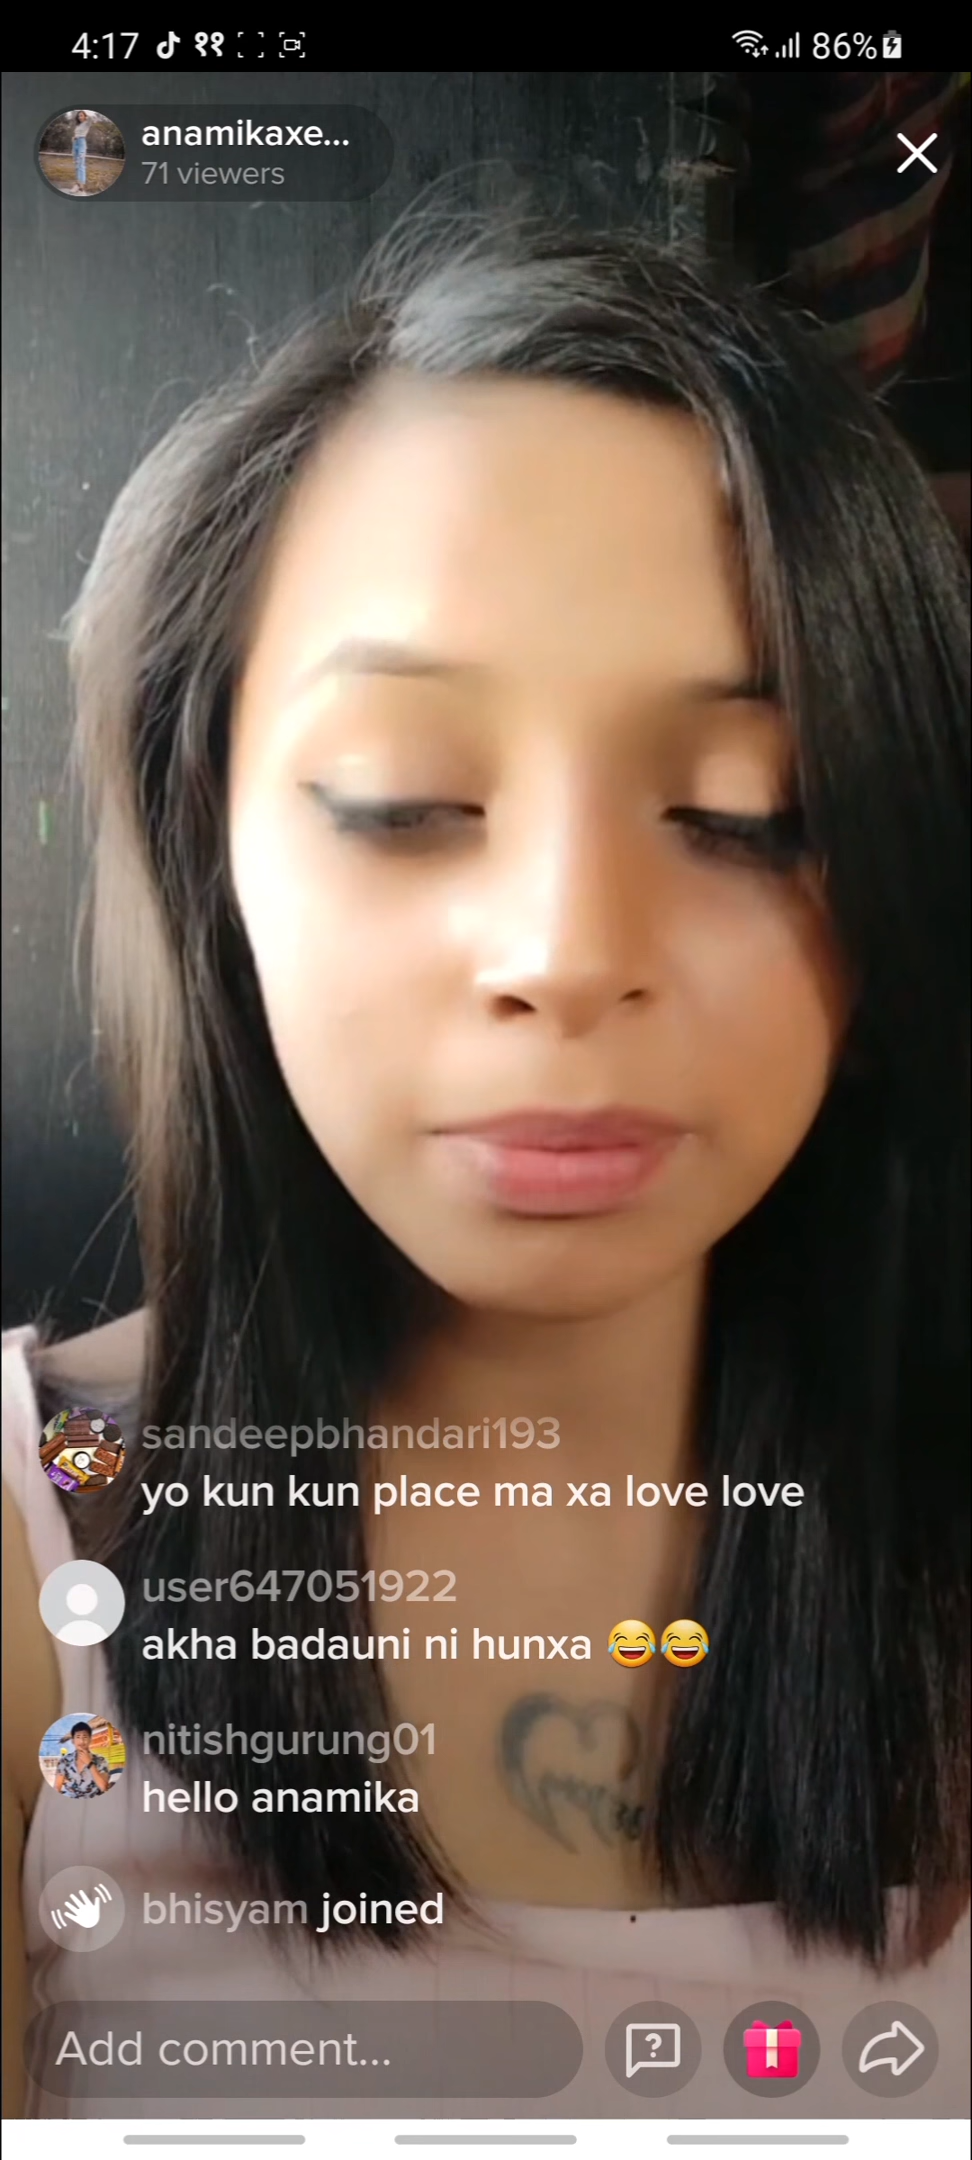 4:17 ११ 86%
anamikaxe...
71 viewers
sandeepbhandari193
yo kun kun place ma xa love love
user647051922
akha badauni ni hunxa 😂😂
nitishgurung01
hello anamika
bhisyam joined
Add comment...